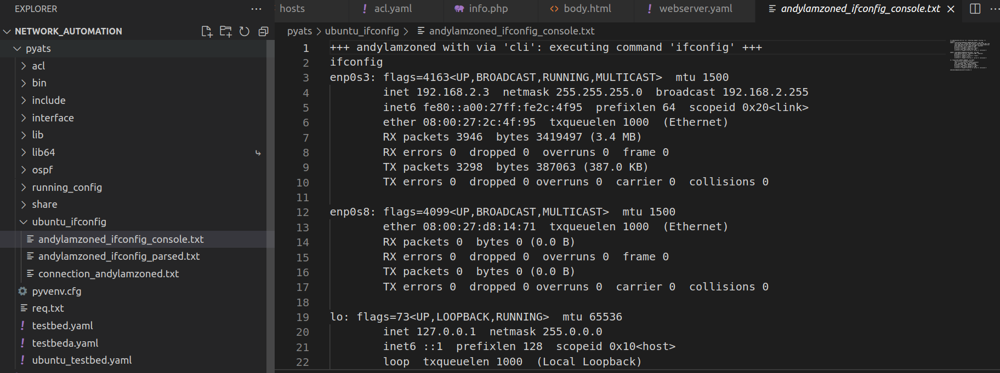 EXPLORER
NETWORK_AUTOMATION
pyats
acl
bin
include
interface
lib
lib64
ospf
running_config
share
ubuntu_ifconfig
andylamzoned_ifconfig_console.txt
andylamzoned_ifconfig_parsed.txt
connection_andylamzoned.txt
pyvenv.cfg
req.txt
! testbed.yaml
! testbeda.yaml
! ubuntu_testbed.yaml
hosts ! acl.yaml info.php <> body.html ! webserver.yaml andylamzoned_ifconfig_console.txt
pyats > ubuntu_ifconfig > andylamzoned_ifconfig_console.txt
1 +++ andylamzoned with via 'cli': executing command 'ifconfig' +++
2 ifconfig
3 enp0s3: flags=4163<UP,BROADCAST,RUNNING,MULTICAST>  mtu 1500
4         inet 192.168.2.3  netmask 255.255.255.0  broadcast 192.168.2.255
5         inet6 fe80::a00:27ff:fe2c:4f95  prefixlen 64  scopeid 0x20<link>
6         ether 08:00:27:2c:4f:95  txqueuelen 1000  (Ethernet)
7         RX packets 3946  bytes 3419497 (3.4 MB)
8         RX errors 0  dropped 0  overruns 0  frame 0
9         TX packets 3298  bytes 387063 (387.0 KB)
10         TX errors 0  dropped 0 overruns 0  carrier 0  collisions 0
11
12 enp0s8: flags=4099<UP,BROADCAST,MULTICAST>  mtu 1500
13         ether 08:00:27:d8:14:71  txqueuelen 1000  (Ethernet)
14         RX packets 0  bytes 0 (0.0 B)
15         RX errors 0  dropped 0  overruns 0  frame 0
16         TX packets 0  bytes 0 (0.0 B)
17         TX errors 0  dropped 0 overruns 0  carrier 0  collisions 0
18
19 lo: flags=73<UP,LOOPBACK,RUNNING>  mtu 65536
20         inet 127.0.0.1  netmask 255.0.0.0
21         inet6 ::1  prefixlen 128  scopeid 0x10<host>
22         loop  txqueuelen 1000  (Local Loopback)